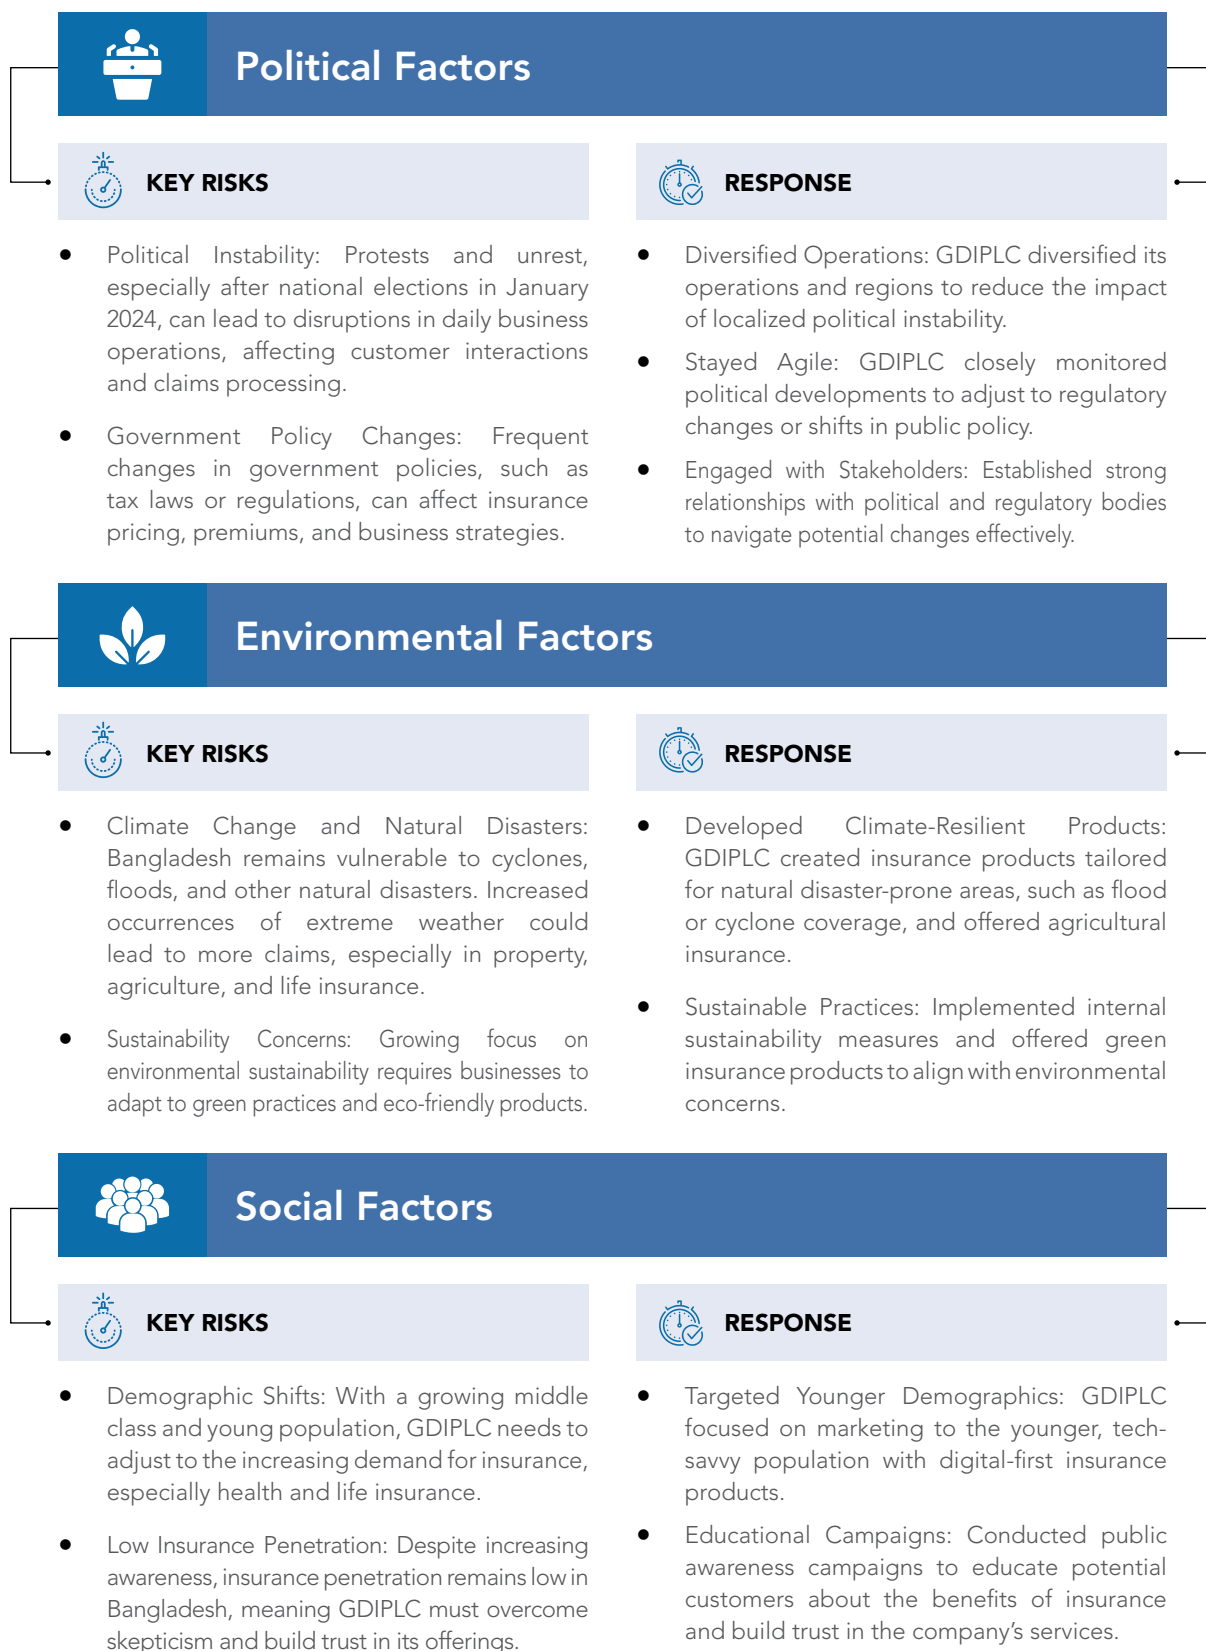 Political Factors
KEY RISKS
Political Instability: Protests and unrest,
especially after national elections in January
2024, can lead to disruptions in daily business
operations, affecting customer interactions
and claims processing.
Government Policy Changes: Frequent
changes in government policies, such as
tax laws or regulations, can affect insurance
pricing, premiums, and business strategies.
RESPONSE
Diversified Operations: GDIPLC diversified its
operations and regions to reduce the impact
of localized political instability.
Stayed Agile: GDIPLC closely monitored
political developments to adjust to regulatory
changes or shifts in public policy.
Engaged with Stakeholders: Established strong
relationships with political and regulatory bodies
to navigate potential changes effectively.
Environmental Factors
KEY RISKS
Climate Change and Natural Disasters:
Bangladesh remains vulnerable to cyclones,
floods, and other natural disasters. Increased
occurrences of extreme weather could
lead to more claims, especially in property,
agriculture, and life insurance.
Sustainability Concerns: Growing focus on
environmental sustainability requires businesses to
adapt to green practices and eco-friendly products.
RESPONSE
Developed Climate-Resilient Products:
GDIPLC created insurance products tailored
for natural disaster-prone areas, such as flood
or cyclone coverage, and offered agricultural
insurance.
Sustainable Practices: Implemented internal
sustainability measures and offered green
insurance products to align with environmental
concerns.
Social Factors
KEY RISKS
Demographic Shifts: With a growing middle
class and young population, GDIPLC needs to
adjust to the increasing demand for insurance,
especially health and life insurance.
Low Insurance Penetration: Despite increasing
awareness, insurance penetration remains low in
Bangladesh, meaning GDIPLC must overcome
skepticism and build trust in its offerings.
RESPONSE
Targeted Younger Demographics: GDIPLC
focused on marketing to the younger, tech-
savvy population with digital-first insurance
products.
Educational Campaigns: Conducted public
awareness campaigns to educate potential
customers about the benefits of insurance
and build trust in the company's services.